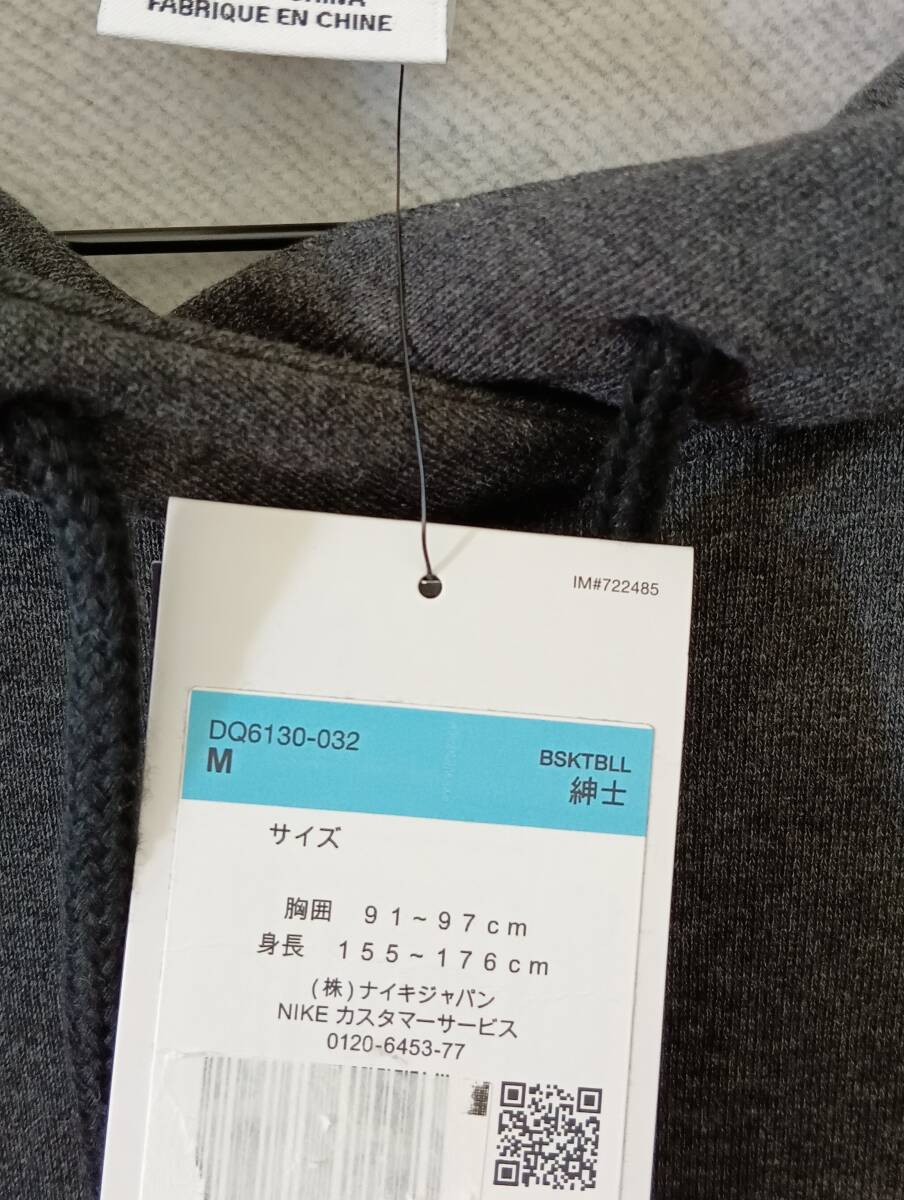 FABRIQUE EN CHINE
IM#722485
DQ6130-032
M
BSKTBLL
紳士
サイズ
胸囲 91~97cm
身長 155~176cm
(株)ナイキジャパン
NIKE カスタマーサービス
0120-6453-77